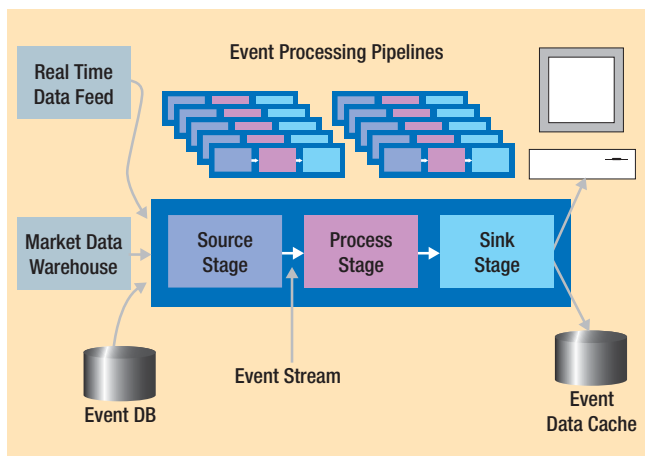 Event Processing Pipelines
Real Time
Data Feed
Market Data
Warehouse
Source
Stage
Process
Stage
Sink
Stage
Event Stream
Event DB
Event
Data Cache